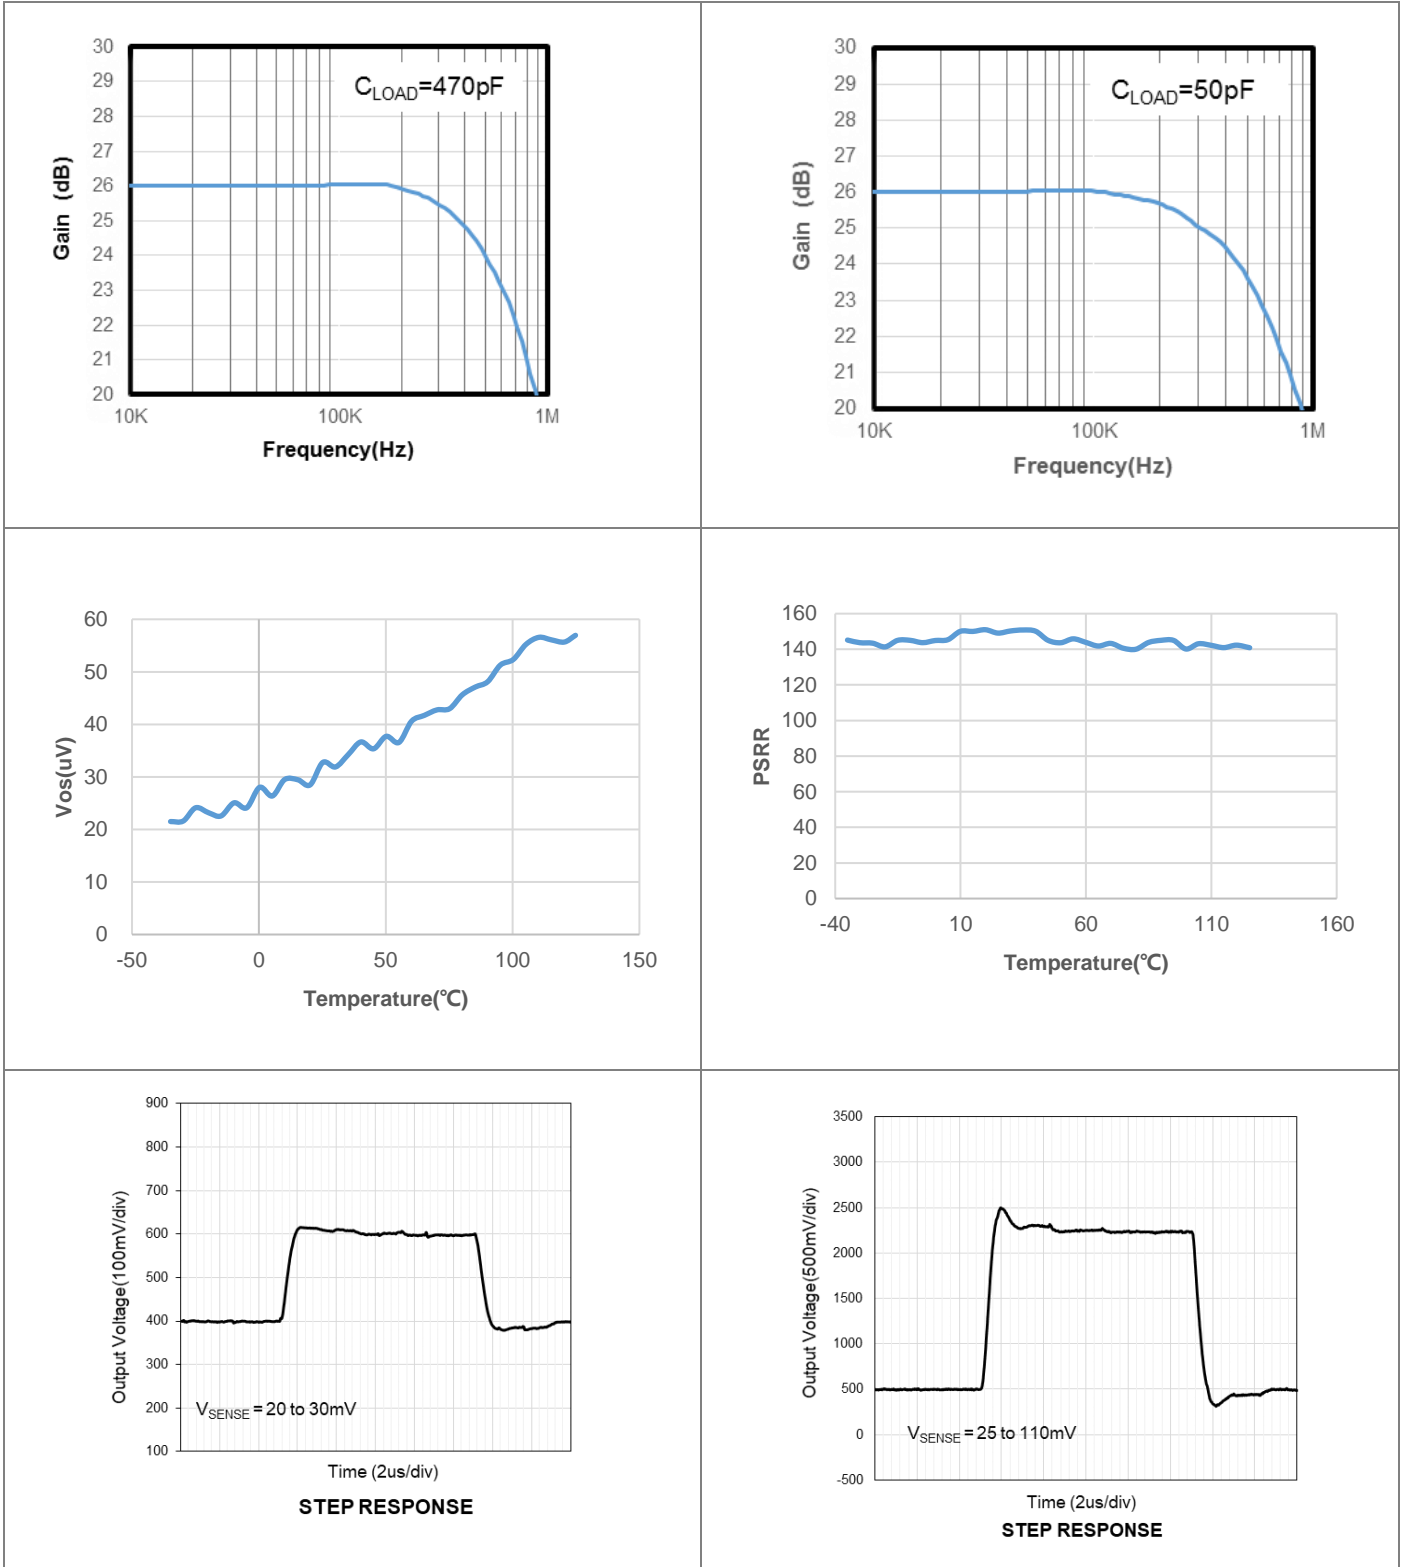 30
29
28
27
26
25
24
23
22
21
20
Gain (dB)
C_LOAD=470pF
10K 100K 1M
Frequency(Hz)
30
29
28
27
26
25
24
23
22
21
20
Gain (dB)
C_LOAD=50pF
10K 100K 1M
Frequency(Hz)
60
50
40
30
20
10
0
Vos(uV)
-50 0 50 100 150
Temperature(℃)
160
140
120
100
80
60
40
20
0
PSRR
-40 10 60 110 160
Temperature(℃)
900
800
700
600
500
400
300
200
100
Output Voltage(100mV/div)
V_SENSE = 20 to 30mV
Time (2us/div)
STEP RESPONSE
3500
3000
2500
2000
1500
1000
500
0
-500
Output Voltage(500mV/div)
V_SENSE = 25 to 110mV
Time (2us/div)
STEP RESPONSE